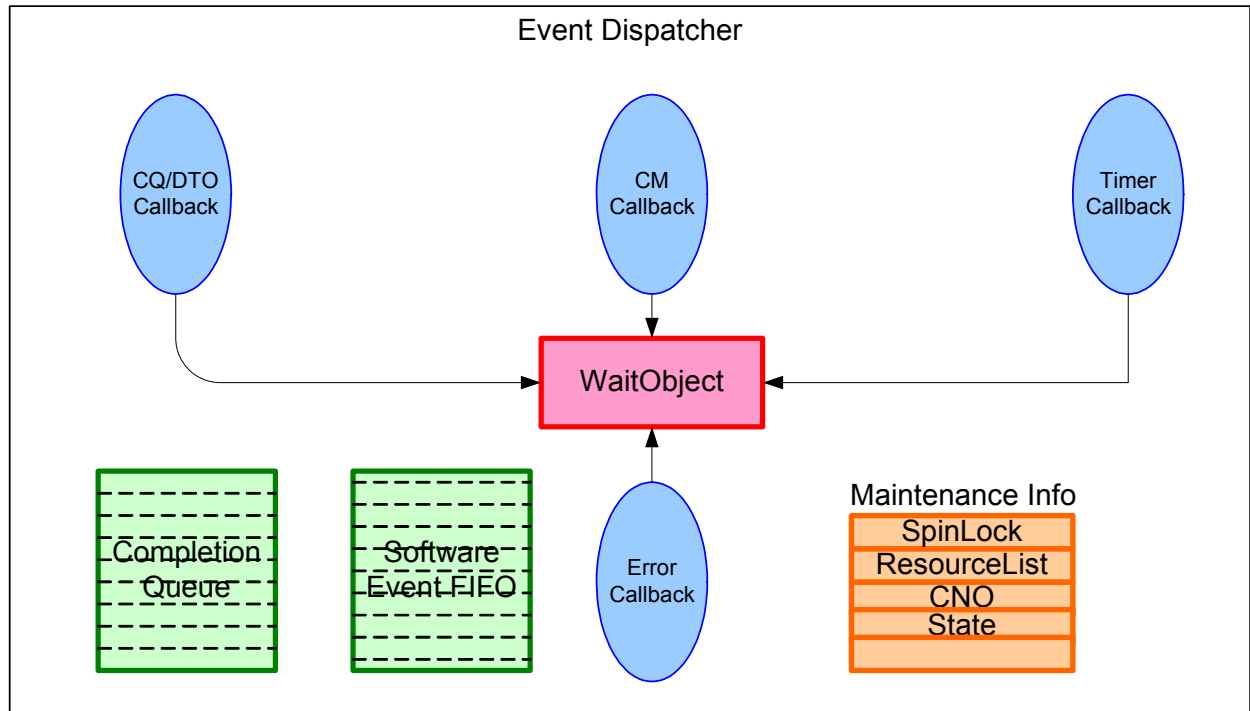 Event Dispatcher
CQ/DTO
Callback
CM
Callback
Timer
Callback
WaitObject
Completion
Queue
Software
Event FIFO
Error
Callback
Maintenance Info
SpinLock
ResourceList
CNO
State